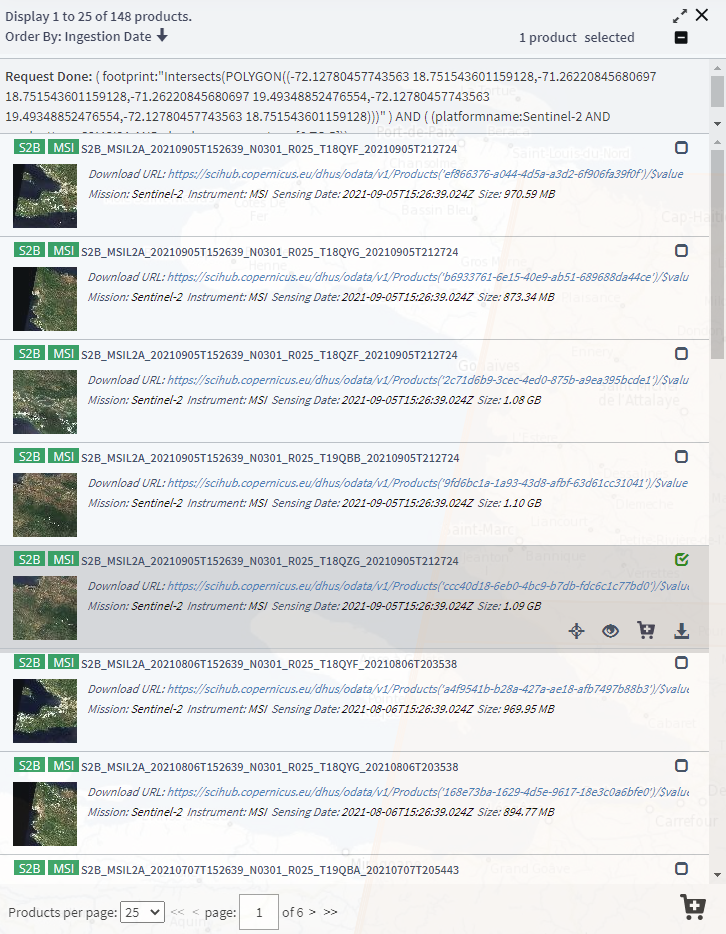 Display 1 to 25 of 148 products.
Order By: Ingestion Date
1 product selected
Request Done: ( footprint:"Intersects(POLYGON((-72.12780457743563 18.751543601159128,-71.26220845680697
18.751543601159128,-71.26220845680697 19.49348852476554,-72.12780457743563
19.49348852476554,-72.12780457743563 18.751543601159128)))" ) AND ( (platformname:Sentinel-2 AND
S2B MSI S2B_MSIL2A_20210905T152639_N0301_R025_T18QYF_20210905T212724
Download URL: https://scihub.copernicus.eu/dhus/odata/v1/Products('ef866376-a044-4d5a-a3d2-6f906fa39f0f')/$value
Mission: Sentinel-2 Instrument: MSI Sensing Date: 2021-09-05T15:26:39.024Z Size: 970.59 MB
S2B MSI S2B_MSIL2A_20210905T152639_N0301_R025_T18QYG_20210905T212724
Download URL: https://scihub.copernicus.eu/dhus/odata/v1/Products('b6933761-6e15-40e9-ab51-689688da44ce')/$valu
Mission: Sentinel-2 Instrument: MSI Sensing Date: 2021-09-05T15:26:39.024Z Size: 873.34 MB
S2B MSI S2B_MSIL2A_20210905T152639_N0301_R025_T18QZF_20210905T212724
Download URL: https://scihub.copernicus.eu/dhus/odata/v1/Products('2c71d6b9-3cec-4ed0-875b-a9ea395bcde1')/$valu
Mission: Sentinel-2 Instrument: MSI Sensing Date: 2021-09-05T15:26:39.024Z Size: 1.08 GB
S2B MSI S2B_MSIL2A_20210905T152639_N0301_R025_T19QBB_20210905T212724
Download URL: https://scihub.copernicus.eu/dhus/odata/v1/Products('9fd6bc1a-1a93-43d8-afbf-63d61cc31041')/$value
Mission: Sentinel-2 Instrument: MSI Sensing Date: 2021-09-05T15:26:39.024Z Size: 1.10 GB
S2B MSI S2B_MSIL2A_20210905T152639_N0301_R025_T18QZG_20210905T212724
Download URL: https://scihub.copernicus.eu/dhus/odata/v1/Products('ccc40d18-6eb0-4bc9-b7db-fdc6c1c77bd0')/$value
Mission: Sentinel-2 Instrument: MSI Sensing Date: 2021-09-05T15:26:39.024Z Size: 1.09 GB
S2B MSI S2B_MSIL2A_20210806T152639_N0301_R025_T18QYF_20210806T203538
Download URL: https://scihub.copernicus.eu/dhus/odata/v1/Products('a4f9541b-b28a-427a-ae18-afb7497b88b3')/$value
Mission: Sentinel-2 Instrument: MSI Sensing Date: 2021-08-06T15:26:39.024Z Size: 969.95 MB
S2B MSI S2B_MSIL2A_20210806T152639_N0301_R025_T18QYG_20210806T203538
Download URL: https://scihub.copernicus.eu/dhus/odata/v1/Products('168e73ba-1629-4d5e-9617-18e3c0a6bfe0')/$value
Mission: Sentinel-2 Instrument: MSI Sensing Date: 2021-08-06T15:26:39.024Z Size: 894.77 MB
S2B MSI S2B_MSIL2A_20210707T152639_N0301_R025_T19QBA_20210707T205443
Products per page: 25 << < page: 1 of 6 > >>